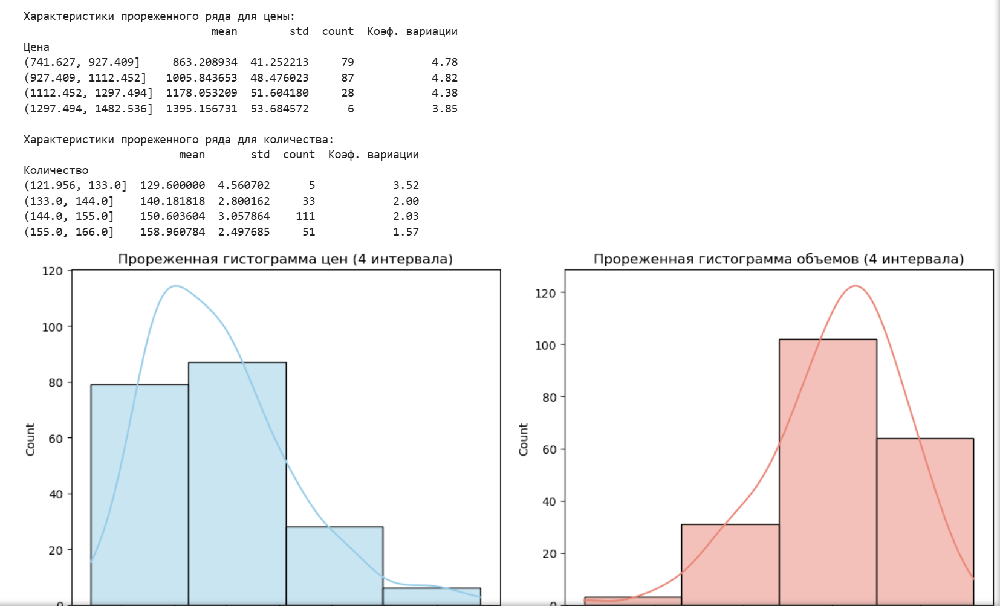 Характеристики прореженного ряда для цены:
mean std count Коэф. вариации
Цена
(741.627, 927.409] 863.208934 41.252213 79 4.78
(927.409, 1112.452] 1005.843653 48.476023 87 4.82
(1112.452, 1297.494] 1178.053209 51.604180 28 4.38
(1297.494, 1482.536] 1395.156731 53.684572 6 3.85
Характеристики прореженного ряда для количества:
mean std count Коэф. вариации
Количество
(121.956, 133.0] 129.600000 4.560702 5 3.52
(133.0, 144.0] 140.181818 2.800162 33 2.00
(144.0, 155.0] 150.603604 3.057864 111 2.03
(155.0, 166.0] 158.960784 2.497685 51 1.57
Прореженная гистограмма цен (4 интервала)
120
100
80
60
40
20
0
Count
Прореженная гистограмма объемов (4 интервала)
120
100
80
60
40
20
0
Count